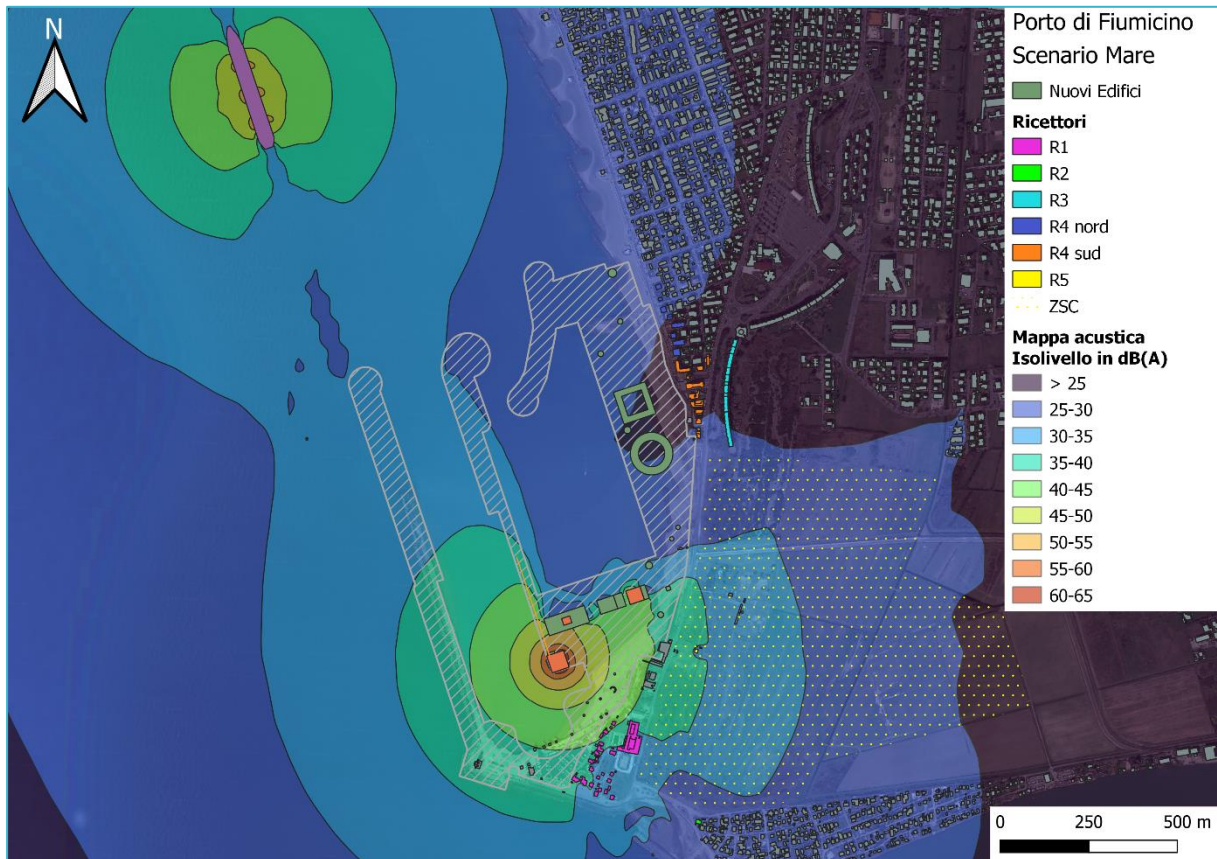 N
Porto di Fiumicino
Scenario Mare
Nuovi Edifici
Ricettori
R1
R2
R3
R4 nord
R4 sud
R5
ZSC
Mappa acustica
Isolivello in dB(A)
> 25
25-30
30-35
35-40
40-45
45-50
50-55
55-60
60-65
0 250 500 m